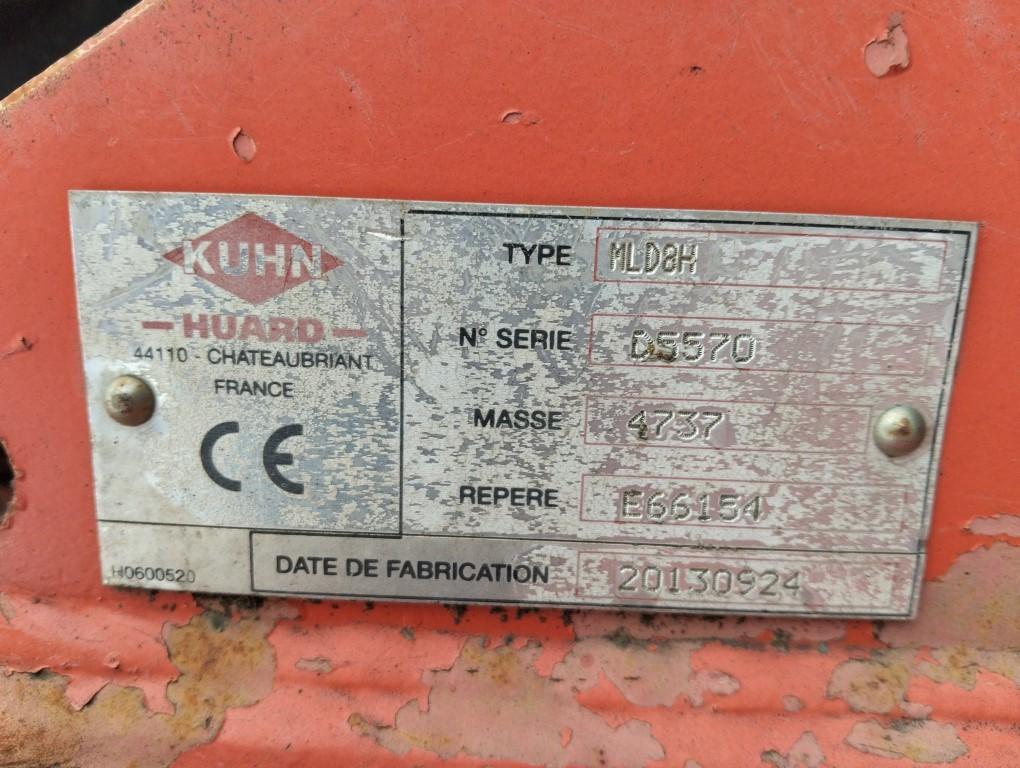 KUHN
— HUARD —
44110 - CHATEAUBRIANT
FRANCE
CE
TYPE MLD8H
N° SERIE D5570
MASSE 4737
REPERE E66154
H0600520
DATE DE FABRICATION 20130924